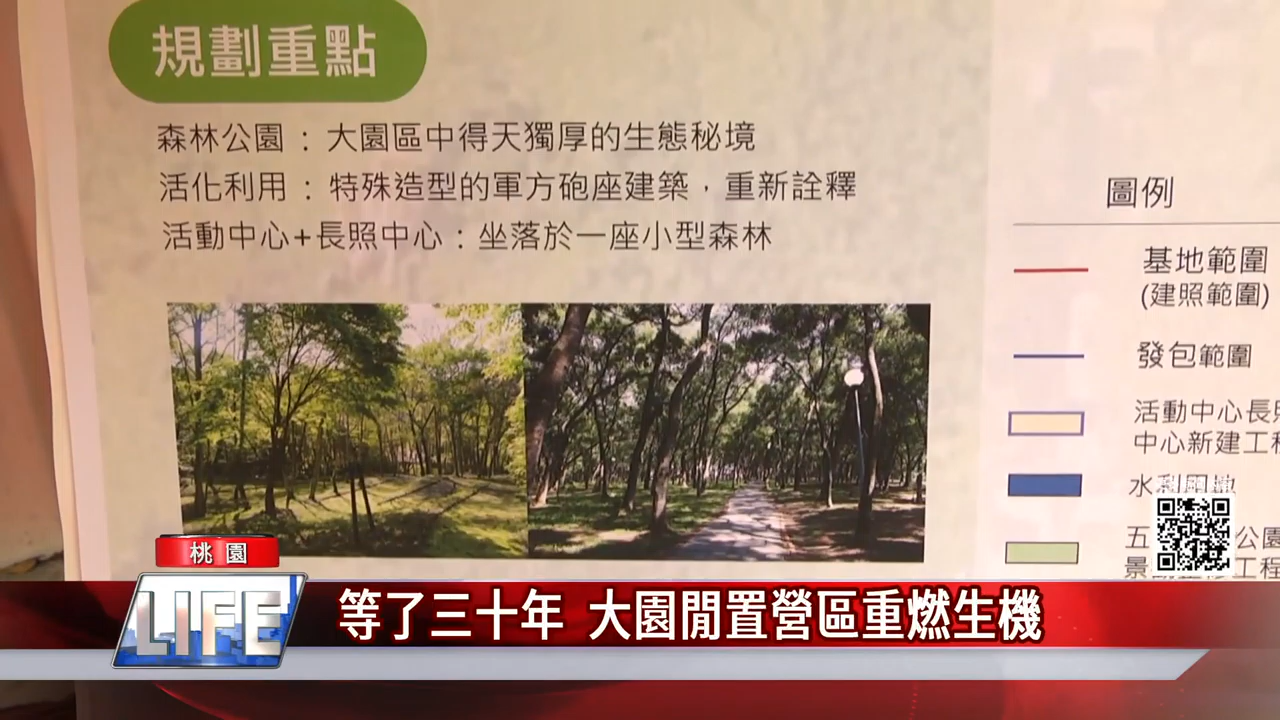 規劃重點
森林公園：大園區中得天獨厚的生態秘境
活化利用：特殊造型的軍方砲座建築，重新詮釋
活動中心+長照中心：坐落於一座小型森林
圖例
基地範圍
(建照範圍)
發包範圍
活動中心長
中心新建工
水利
五
公園
工程
桃園
LIFE
等了三十年 大園閒置營區重燃生機